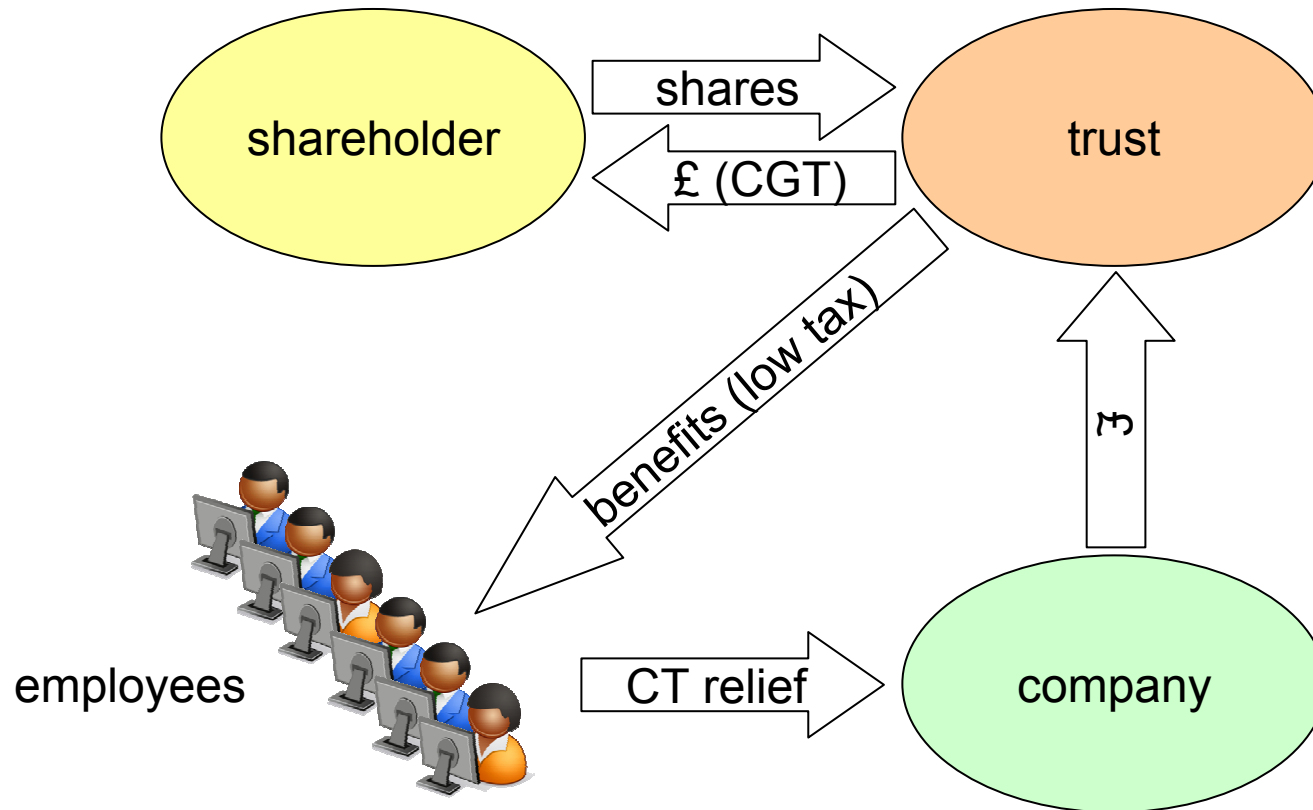 shareholder
shares
£ (CGT)
trust
benefits (low tax)
£
employees
CT relief
company